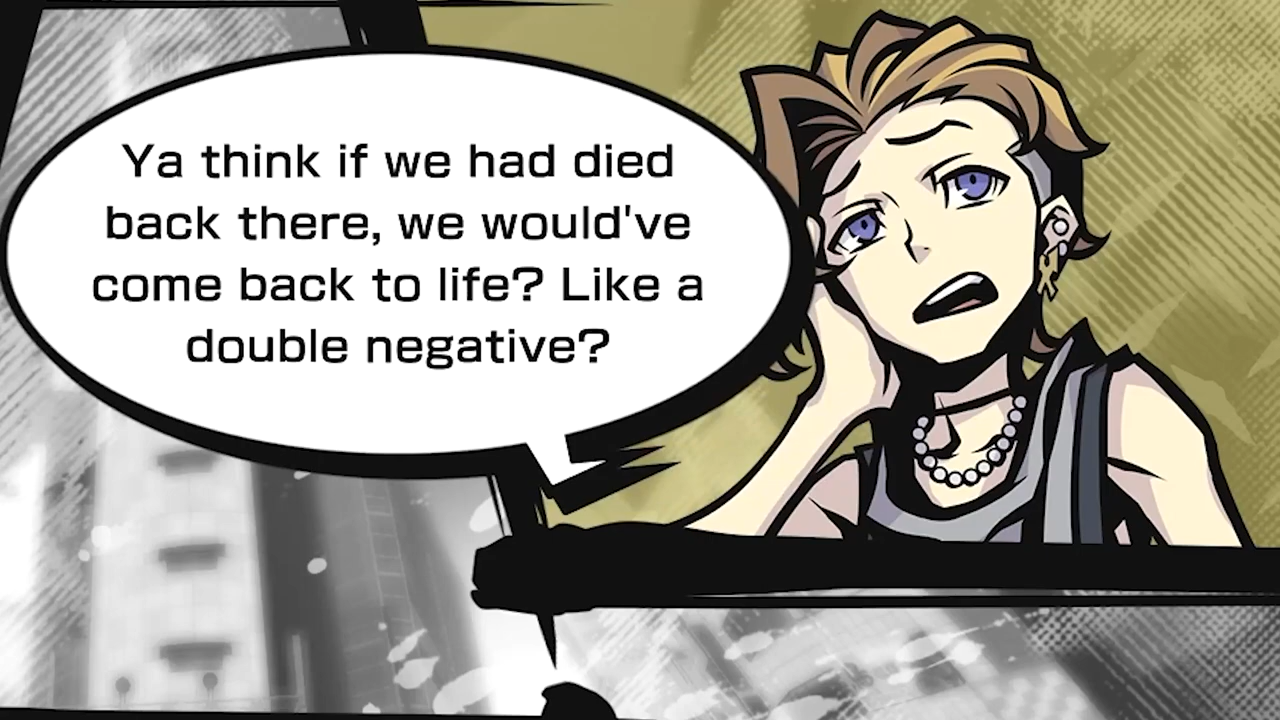 Ya think if we had died
back there, we would've
come back to life? Like a
double negative?